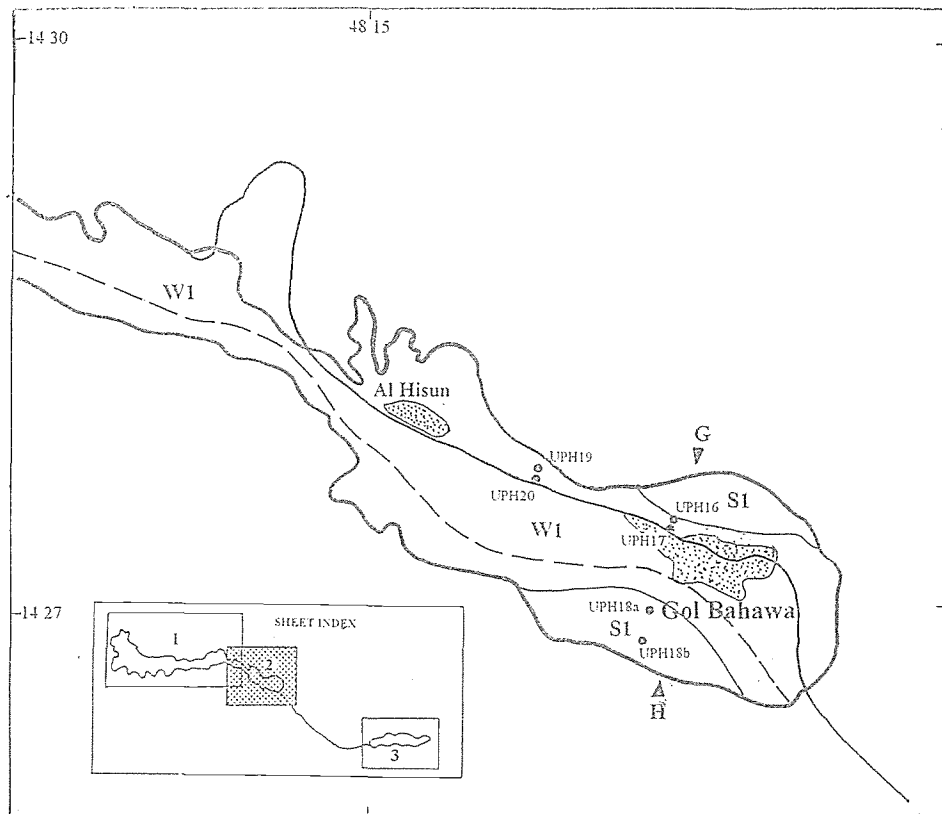 14 30
48 15
W1
Al Hisun
G
UPH19
S1
UPH20
UPH16
W1
UPH17
14 27
UPH18a
Gol Bahawa
SHEET INDEX
S1
1
UPH18b
2
H
3